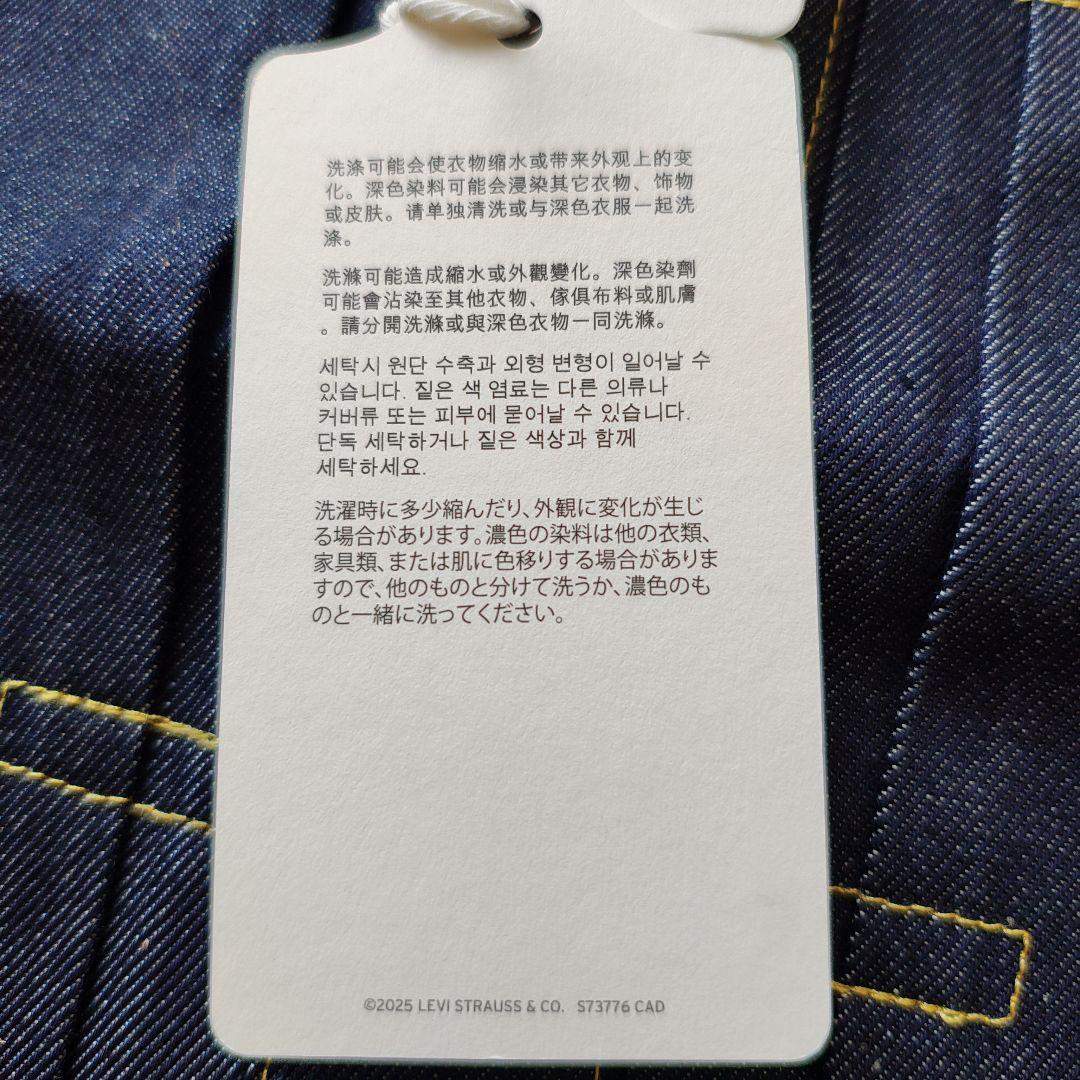 洗涤可能会使衣物缩水或带来外观上的变
化。深色染料可能会浸染其它衣物、饰物
或皮肤。请单独清洗或与深色衣服一起洗
涤。
洗滌可能造成縮水或外觀變化。深色染劑
可能會沾染至其他衣物、傢俱布料或肌膚
。請分開洗滌或與深色衣物一同洗滌。
세탁시 원단 수축과 외형 변형이 일어날 수
있습니다. 짙은 색 염료는 다른 의류나
커버류 또는 피부에 묻어날 수 있습니다.
단독 세탁하거나 짙은 색상과 함께
세탁하세요.
洗濯時に多少縮んだり、外観に変化が生じ
る場合があります。濃色の染料は他の衣類、
家具類、または肌に色移りする場合がありま
すので、他のものと分けて洗うか、濃色のも
のと一緒に洗ってください。
©2025 LEVI STRAUSS & CO. S73776 CAD